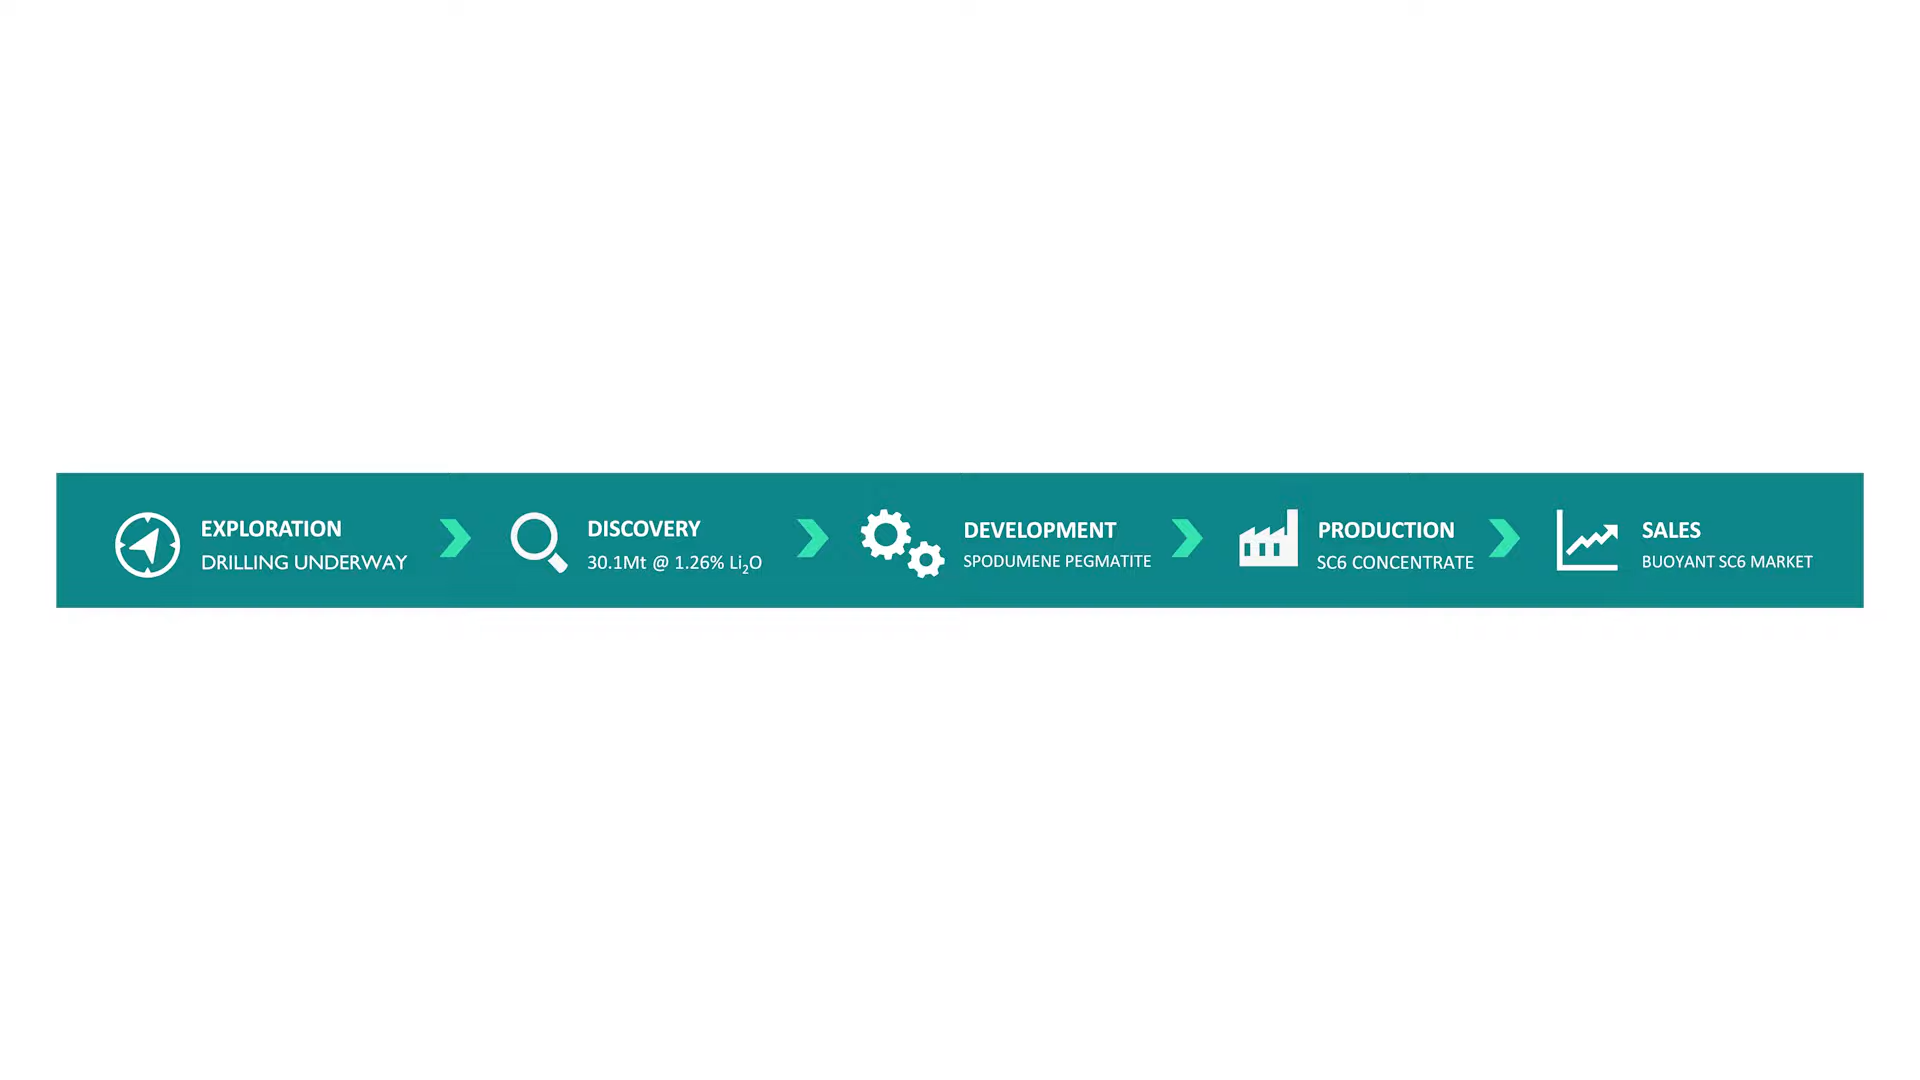 EXPLORATION
DRILLING UNDERWAY
DISCOVERY
30.1Mt @ 1.26% Li₂O
DEVELOPMENT
SPODUMENE PEGMATITE
PRODUCTION
SC6 CONCENTRATE
SALES
BUOYANT SC6 MARKET